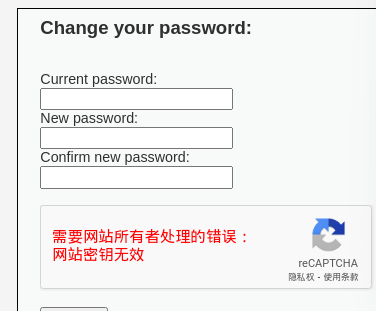 Change your password:
Current password:
New password:
Confirm new password:
需要网站所有者处理的错误：
网站密钥无效
reCAPTCHA
隐私权 - 使用条款